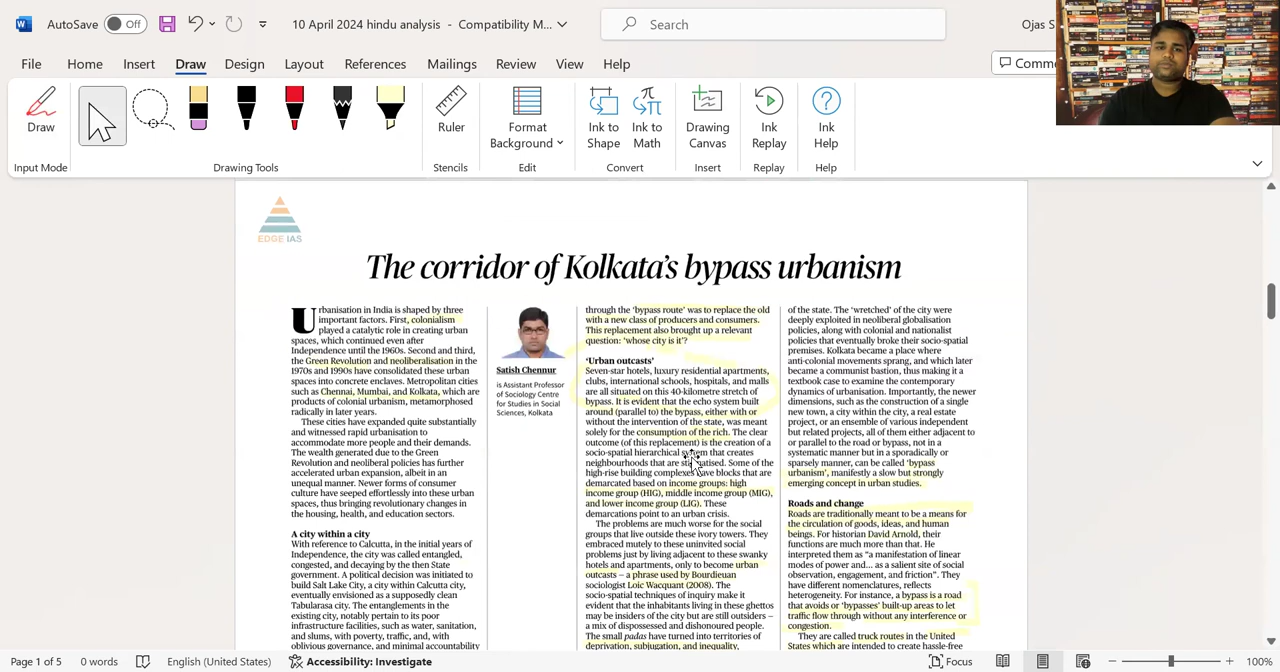 AutoSave Off 10 April 2024 hindu analysis - Compatibility M... Search Ojas S
File Home Insert Draw Design Layout References Mailings Review View Help Comm
Draw
Ruler
Format Background
Ink to Shape
Ink to Math
Drawing Canvas
Ink Replay
Ink Help
Input Mode Drawing Tools Stencils Edit Convert Insert Replay Help
EDGE IAS
The corridor of Kolkata's bypass urbanism
Urbanisation in India is shaped by three
important factors. First, colonialism
played a catalytic role in creating urban
spaces, which continued even after
Independence until the 1960s. Second and third,
the Green Revolution and neoliberalisation in the
1970s and 1990s have consolidated these urban
spaces into concrete enclaves. Metropolitan cities
such as Chennai, Mumbai, and Kolkata, which are
products of colonial urbanism, metamorphosed
radically in later years.
These cities have expanded quite substantially
and witnessed rapid urbanisation to
accommodate more people and their demands.
The wealth generated due to the Green
Revolution and neoliberal policies has further
accelerated urban expansion, albeit in an
unequal manner. Newer forms of consumer
culture have seeped effortlessly into these urban
spaces, thus bringing revolutionary changes in
the housing, health, and education sectors.
A city within a city
With reference to Calcutta, in the initial years of
Independence, the city was called entangled,
congested, and decaying by the then State
government. A political decision was initiated to
build Salt Lake City, a city within Calcutta city,
eventually envisioned as a supposedly clean
Tabularasa city. The entanglements in the
existing city, notably pertain to its poor
infrastructure facilities, such as water, sanitation,
and slums, with poverty, traffic, and, with
oblivious governance, and minimal accountability
Satish Chennur
is Assistant Professor
of Sociology Centre
for Studies in Social
Sciences, Kolkata
through the 'bypass route' was to replace the old
with a new class of producers and consumers.
This replacement also brought up a relevant
question: 'whose city is it'?
'Urban outcasts'
Seven-star hotels, luxury residential apartments,
clubs, international schools, hospitals, and malls
are all situated on this 40-kilometre stretch of
bypass. It is evident that the echo system built
around (parallel to) the bypass, either with or
without the intervention of the state, was meant
solely for the consumption of the rich. The clear
outcome (of this replacement) is the creation of a
socio-spatial hierarchical system that creates
neighbourhoods that are stigmatised. Some of the
high-rise building complexes have blocks that are
demarcated based on income groups: high
income group (HIG), middle income group (MIG),
and lower income group (LIG). These
demarcations point to an urban crisis.
The problems are much worse for the social
groups that live outside these ivory towers. They
embraced mutely to these uninvited social
problems just by living adjacent to these swanky
hotels and apartments, only to become urban
outcasts – a phrase used by Bourdieuan
sociologist Loïc Wacquant (2008). The
socio-spatial techniques of inquiry make it
evident that the inhabitants living in these ghettos
may be insiders of the city but are still outsiders –
a mix of dispossessed and dishonoured people.
The small padas have turned into territories of
deprivation, subjugation, and inequality,
of the state. The 'wretched' of the city were
deeply exploited in neoliberal globalisation
policies, along with colonial and nationalist
policies that eventually broke their socio-spatial
premises. Kolkata became a place where
anti-colonial movements sprang, and which later
became a communist bastion, thus making it a
textbook case to examine the contemporary
dynamics of urbanisation. Importantly, the newer
dimensions, such as the construction of a single
new town, a city within the city, a real estate
project, or an ensemble of various independent
but related projects, all of them either adjacent to
or parallel to the road or bypass, not in a
systematic manner but in a sporadically or
sparsely manner, can be called 'bypass
urbanism', manifestly a slow but strongly
emerging concept in urban studies.
Roads and change
Roads are traditionally meant to be a means for
the circulation of goods, ideas, and human
beings. For historian David Arnold, their
functions are much more than that. He
interpreted them as "a manifestation of linear
modes of power and... as a salient site of social
observation, engagement, and friction". They
have different nomenclatures, reflects
heterogeneity. For instance, a bypass is a road
that avoids or 'bypasses' built-up areas to let
traffic flow through without any interference or
congestion.
They are called truck routes in the United
States which are intended to create hassle-free
Page 1 of 5 0 words English (United States) Accessibility: Investigate Focus 100%